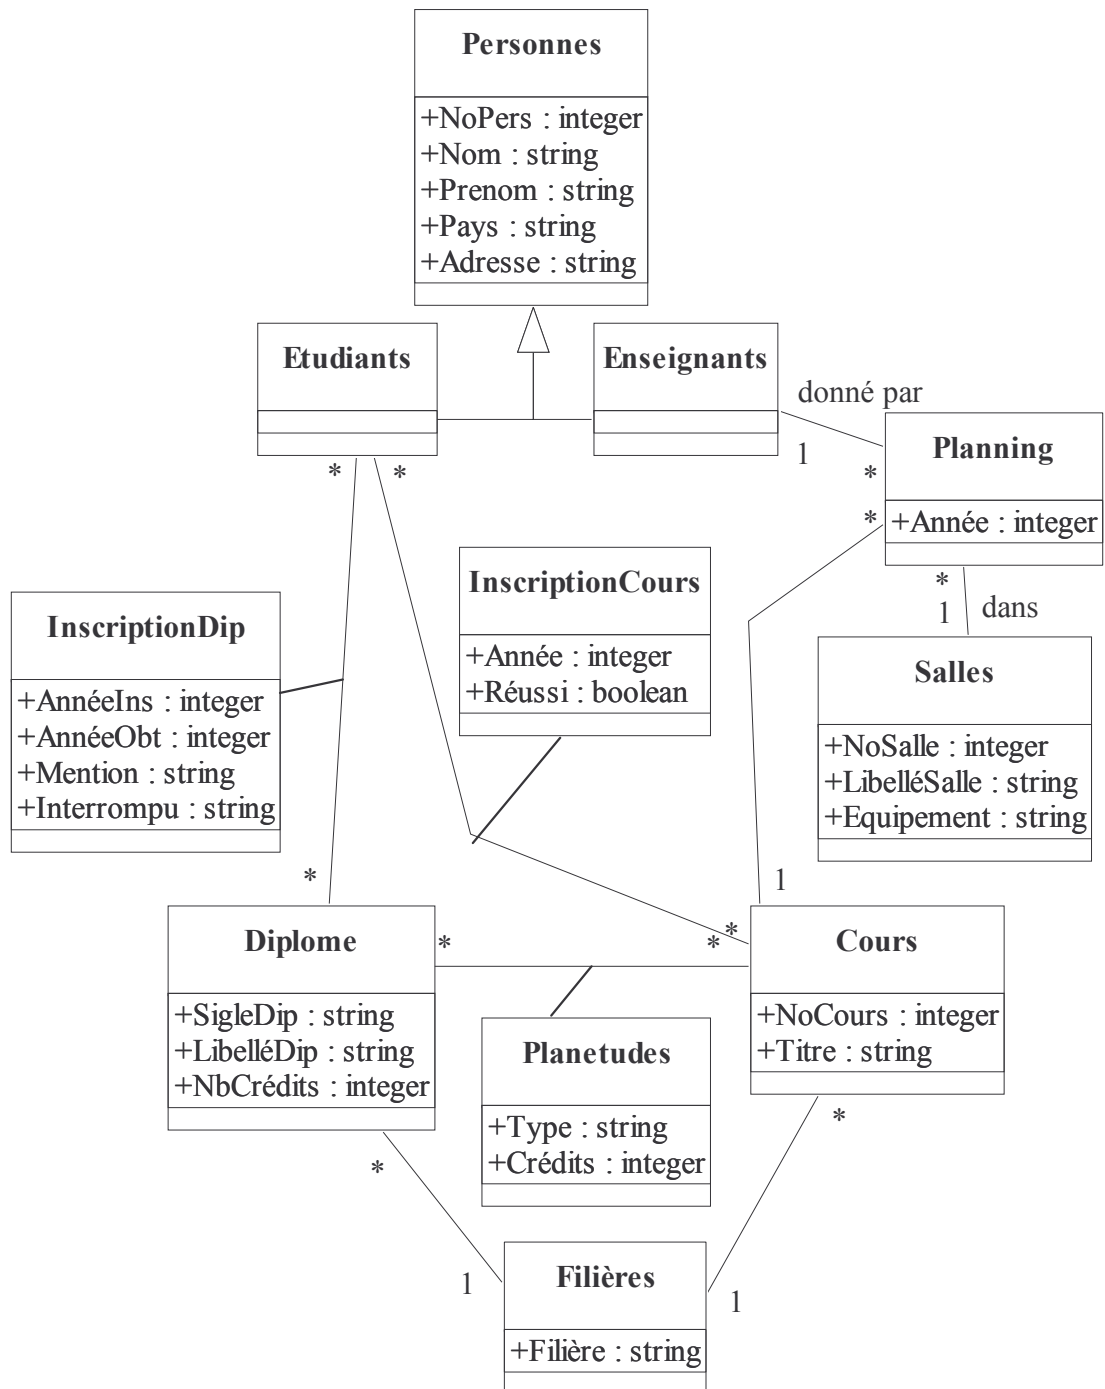 Personnes
+NoPers : integer
+Nom : string
+Prenom : string
+Pays : string
+Adresse : string
Etudiants
Enseignants
donné par
1
*
Planning
+Année : integer
*
*
*
InscriptionCours
+Année : integer
+Réussi : boolean
*
1
dans
InscriptionDip
+AnnéeIns : integer
+AnnéeObt : integer
+Mention : string
+Interrompu : string
Salles
+NoSalle : integer
+LibelléSalle : string
+Equipement : string
*
1
Diplome
+SigleDip : string
+LibelléDip : string
+NbCrédits : integer
*
*
*
Cours
+NoCours : integer
+Titre : string
Planetudes
+Type : string
+Crédits : integer
*
*
1
1
Filières
+Filière : string